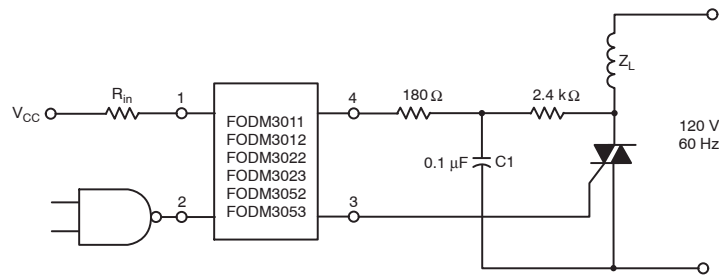 V_CC
R_in
1
2
FODM3011
FODM3012
FODM3022
FODM3023
FODM3052
FODM3053
4
3
180 Ω
2.4 kΩ
0.1 μF
C1
Z_L
120 V
60 Hz